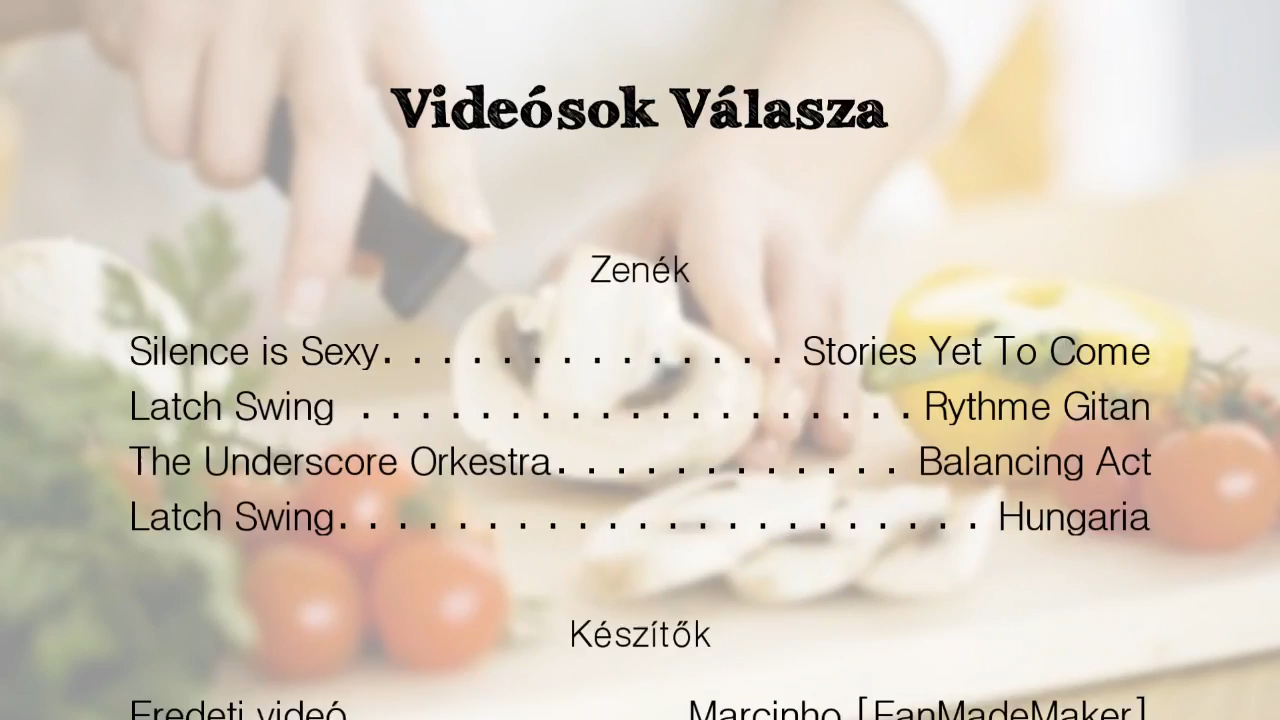 Videósok Válasza
Zenék
Silence is Sexy. . . . . . . . . . . . . . Stories Yet To Come
Latch Swing . . . . . . . . . . . . . . . . . . . Rythme Gitan
The Underscore Orkestra. . . . . . . . . . . . Balancing Act
Latch Swing. . . . . . . . . . . . . . . . . . . . . . Hungaria
Készítők
Eredeti videó Marcinho [FanMadeMaker]